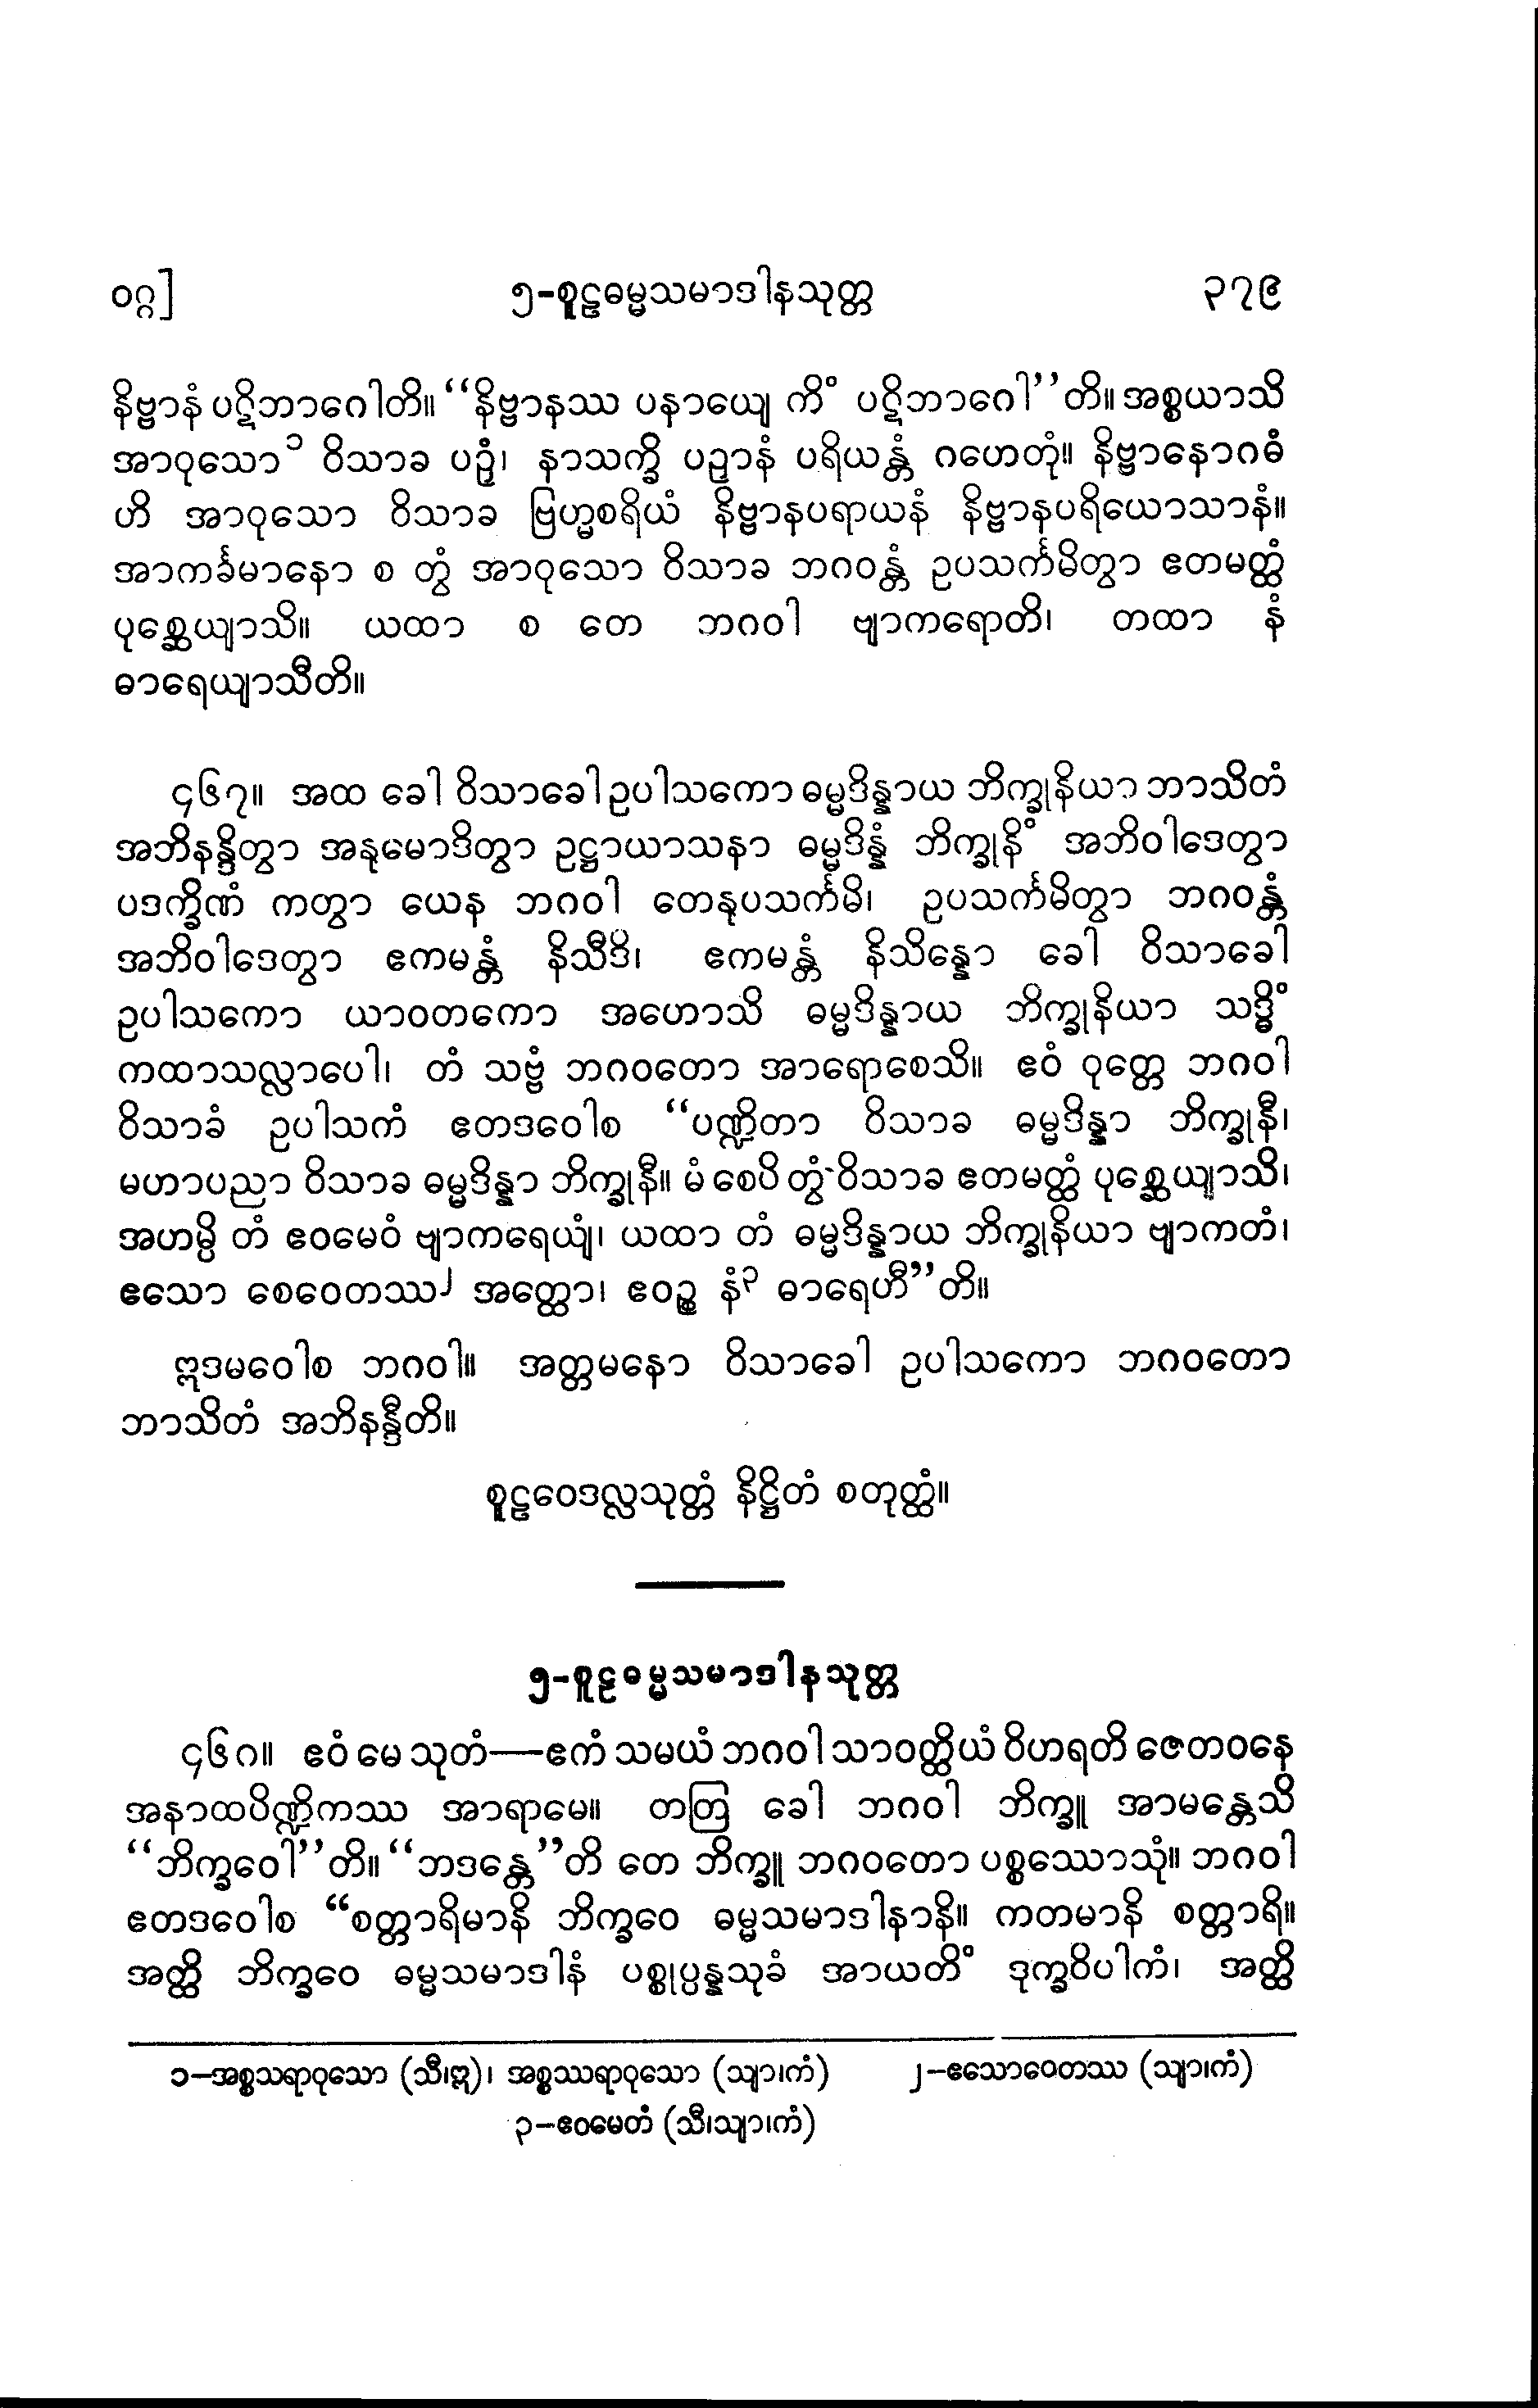 ဝဂ္ဂ]
၅-စူဠဓမ္မသမာဒါနသုတ္တ
၃၇၉
နိဗ္ဗာနံ ပဋိဘာဂေါတိ။ “နိဗ္ဗာနဿ ပနာယျေ ကိံ ပဋိဘာဂေါ”တိ။ အစ္စယာသိ
အာဝုသော၁ ဝိသာခ ပဉှံ၊ နာသက္ခိ ပဉှာနံ ပရိယန္တံ ဂဟေတုံ။ နိဗ္ဗာနောဂဓံ
ဟိ အာဝုသော ဝိသာခ ဗြဟ္မစရိယံ နိဗ္ဗာနပရာယနံ နိဗ္ဗာနပရိယောသာနံ။
အာကင်္ခမာနော စ တွံ အာဝုသော ဝိသာခ ဘဂဝန္တံ ဥပသင်္ကမိတွာ ဧတမတ္ထံ
ပုစ္ဆေယျာသိ။ ယထာ စ တေ ဘဂဝါ ဗျာကရောတိ၊ တထာ နံ
ဓာရေယျာသီတိ။
၄၆၇။ အထ ခေါ ဝိသာခေါ ဥပါသကော ဓမ္မဒိန္နာယ ဘိက္ခုနိယာ ဘာသိတံ
အဘိနန္ဒိတွာ အနုမောဒိတွာ ဥဋ္ဌာယာသနာ ဓမ္မဒိန္နံ ဘိက္ခုနိံ အဘိဝါဒေတွာ
ပဒက္ခိဏံ ကတွာ ယေန ဘဂဝါ တေနုပသင်္ကမိ၊ ဥပသင်္ကမိတွာ ဘဂဝန္တံ
အဘိဝါဒေတွာ ဧကမန္တံ နိသီဒိ၊ ဧကမန္တံ နိသိန္နော ခေါ ဝိသာခေါ
ဥပါသကော ယာဝတကော အဟောသိ ဓမ္မဒိန္နာယ ဘိက္ခုနိယာ သဒ္ဓိံ
ကထာသလ္လာပေါ၊ တံ သဗ္ဗံ ဘဂဝတော အာရောစေသိ။ ဧဝံ ဝုတ္တေ ဘဂဝါ
ဝိသာခံ ဥပါသကံ ဧတဒဝေါစ “ပဏ္ဍိတာ ဝိသာခ ဓမ္မဒိန္နာ ဘိက္ခုနီ၊
မဟာပညာ ဝိသာခ ဓမ္မဒိန္နာ ဘိက္ခုနီ။ မံ စေပိ တွံ ဝိသာခ ဧတမတ္ထံ ပုစ္ဆေယျာသိ၊
အဟမ္ပိ တံ ဧဝမေဝံ ဗျာကရေယျံ၊ ယထာ တံ ဓမ္မဒိန္နာယ ဘိက္ခုနိယာ ဗျာကတံ၊
ဧသော စေဝေတဿ၂ အတ္ထော၊ ဧဝဉ္စ နံ၃ ဓာရေဟီ”တိ။
ဣဒမဝေါစ ဘဂဝါ။ အတ္တမနော ဝိသာခေါ ဥပါသကော ဘဂဝတော
ဘာသိတံ အဘိနန္ဒီတိ။
စူဠဝေဒလ္လသုတ္တံ နိဋ္ဌိတံ စတုတ္ထံ။
၅-စူဠဓမ္မသမာဒါနသုတ္တ
၄၆၈။ ဧဝံ မေ သုတံ—ဧကံ သမယံ ဘဂဝါ သာဝတ္ထိယံ ဝိဟရတိ ဇေတဝနေ
အနာထပိဏ္ဍိကဿ အာရာမေ။ တတြ ခေါ ဘဂဝါ ဘိက္ခူ အာမန္တေသိ
“ဘိက္ခဝေါ”တိ။ “ဘဒန္တေ”တိ တေ ဘိက္ခူ ဘဂဝတော ပစ္စဿောသုံ။ ဘဂဝါ
ဧတဒဝေါစ “စတ္တာရိမာနိ ဘိက္ခဝေ ဓမ္မသမာဒါနာနိ။ ကတမာနိ စတ္တာရိ။
အတ္ထိ ဘိက္ခဝေ ဓမ္မသမာဒါနံ ပစ္စုပ္ပန္နသုခံ အာယတိံ ဒုက္ခဝိပါကံ၊ အတ္ထိ
၁–အစ္စသရာဝုသော (သီ၊ဣ)၊ အစ္စဿရာဝုသော (သျာ၊ကံ) ၂–ဧသောဝေတဿ (သျာ၊ကံ)
၃–ဧဝမေတံ (သီ၊သျာ၊ကံ)